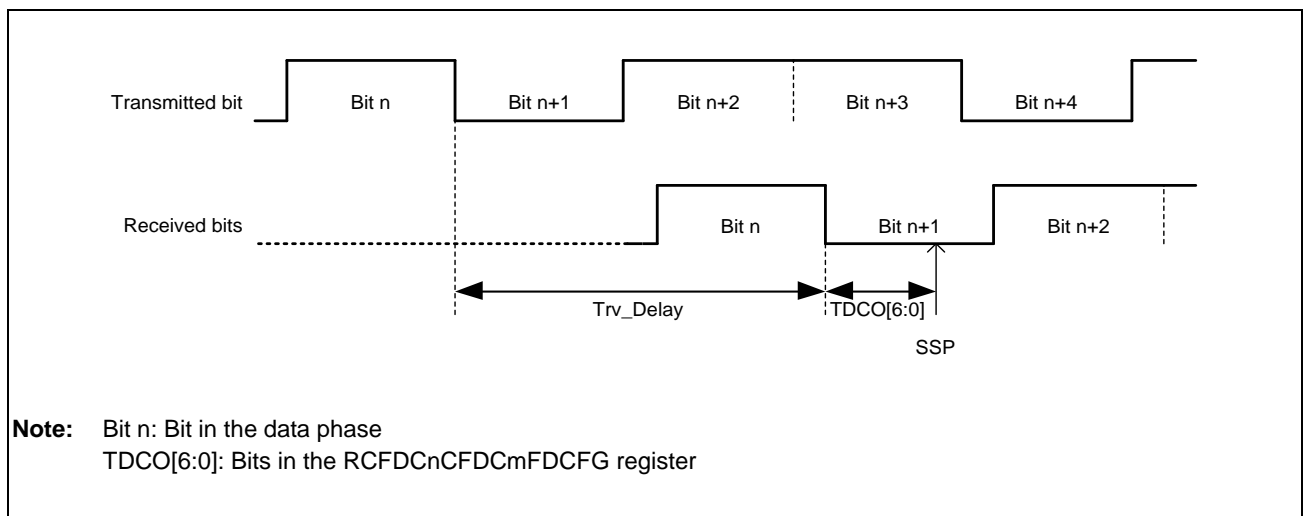 Transmitted bit Bit n Bit n+1 Bit n+2 Bit n+3 Bit n+4
Received bits Bit n Bit n+1 Bit n+2
Trv_Delay TDCO[6:0]
SSP
Note: Bit n: Bit in the data phase
TDCO[6:0]: Bits in the RCFDCnCFDCmFDCFG register